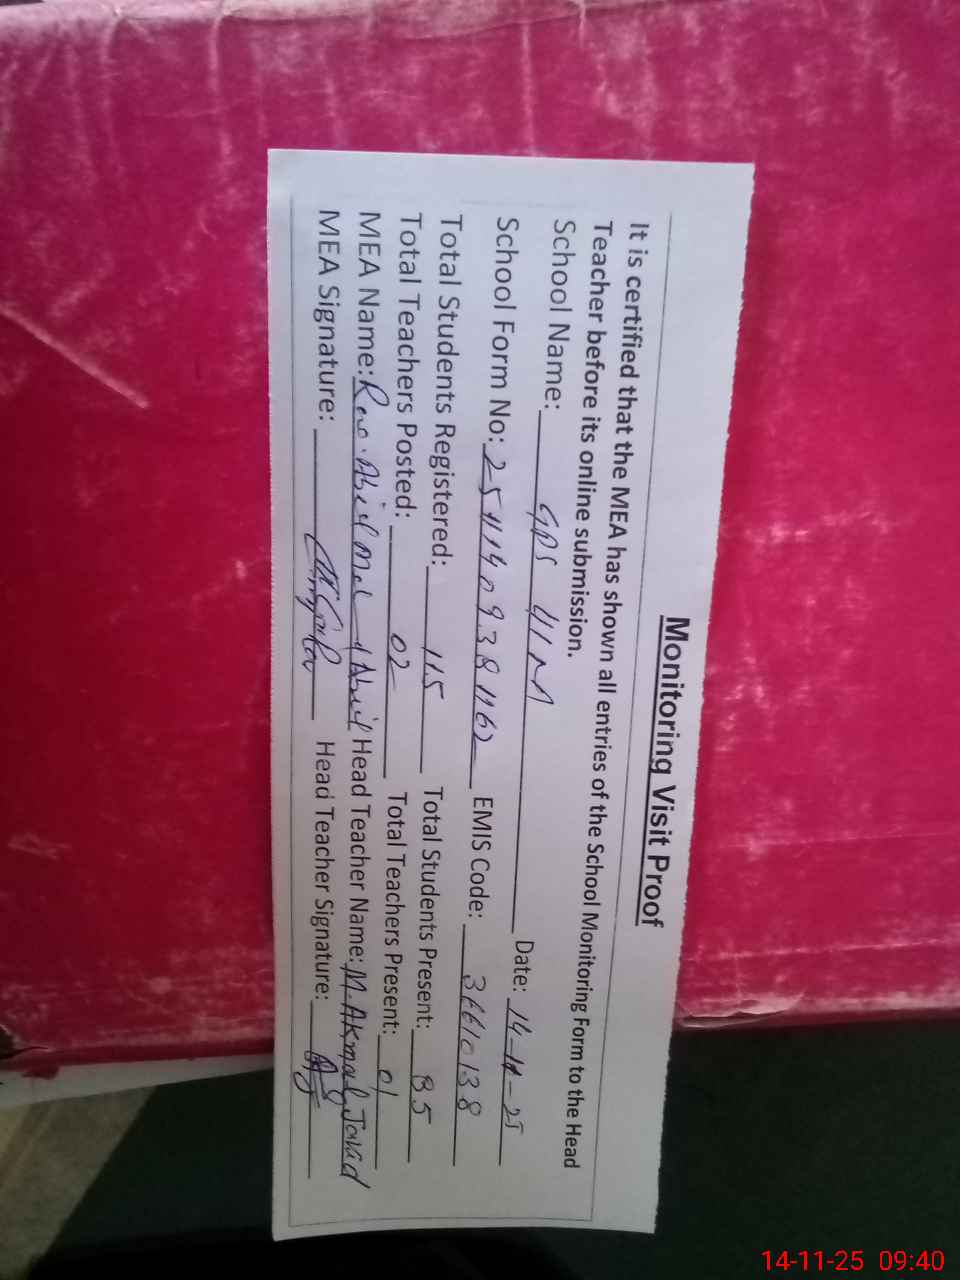 Monitoring Visit Proof
It is certified that the MEA has shown all entries of the School Monitoring Form to the Head
Teacher before its online submission.
School Name: GPS 411 Date: 14-11-25
School Form No: EMIS Code: 36610138
Total Students Registered: 115 Total Students Present: 85
Total Teachers Posted: 02 Total Teachers Present: 01
MEA Name: Head Teacher Name: M. Akmal Javid
MEA Signature: Head Teacher Signature:
14-11-25 09:40